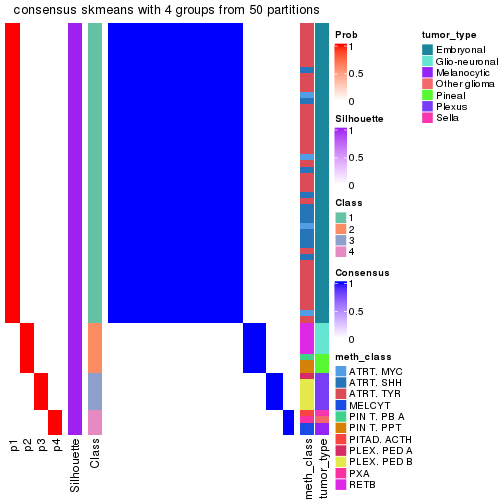 consensus skmeans with 4 groups from 50 partitions
Prob
1
0.5
0
Silhouette
1
0.5
0
Class
1
2
3
4
Consensus
1
0.5
0
meth_class
ATRT. MYC
ATRT. SHH
ATRT. TYR
MELCYT
PIN T. PB A
PIN T. PPT
PITAD. ACTH
PLEX. PED A
PLEX. PED B
PXA
RETB
tumor_type
Embryonal
Glio-neuronal
Melanocytic
Other glioma
Pineal
Plexus
Sella
p1
p2
p3
p4
Silhouette
Class
meth_class
tumor_type